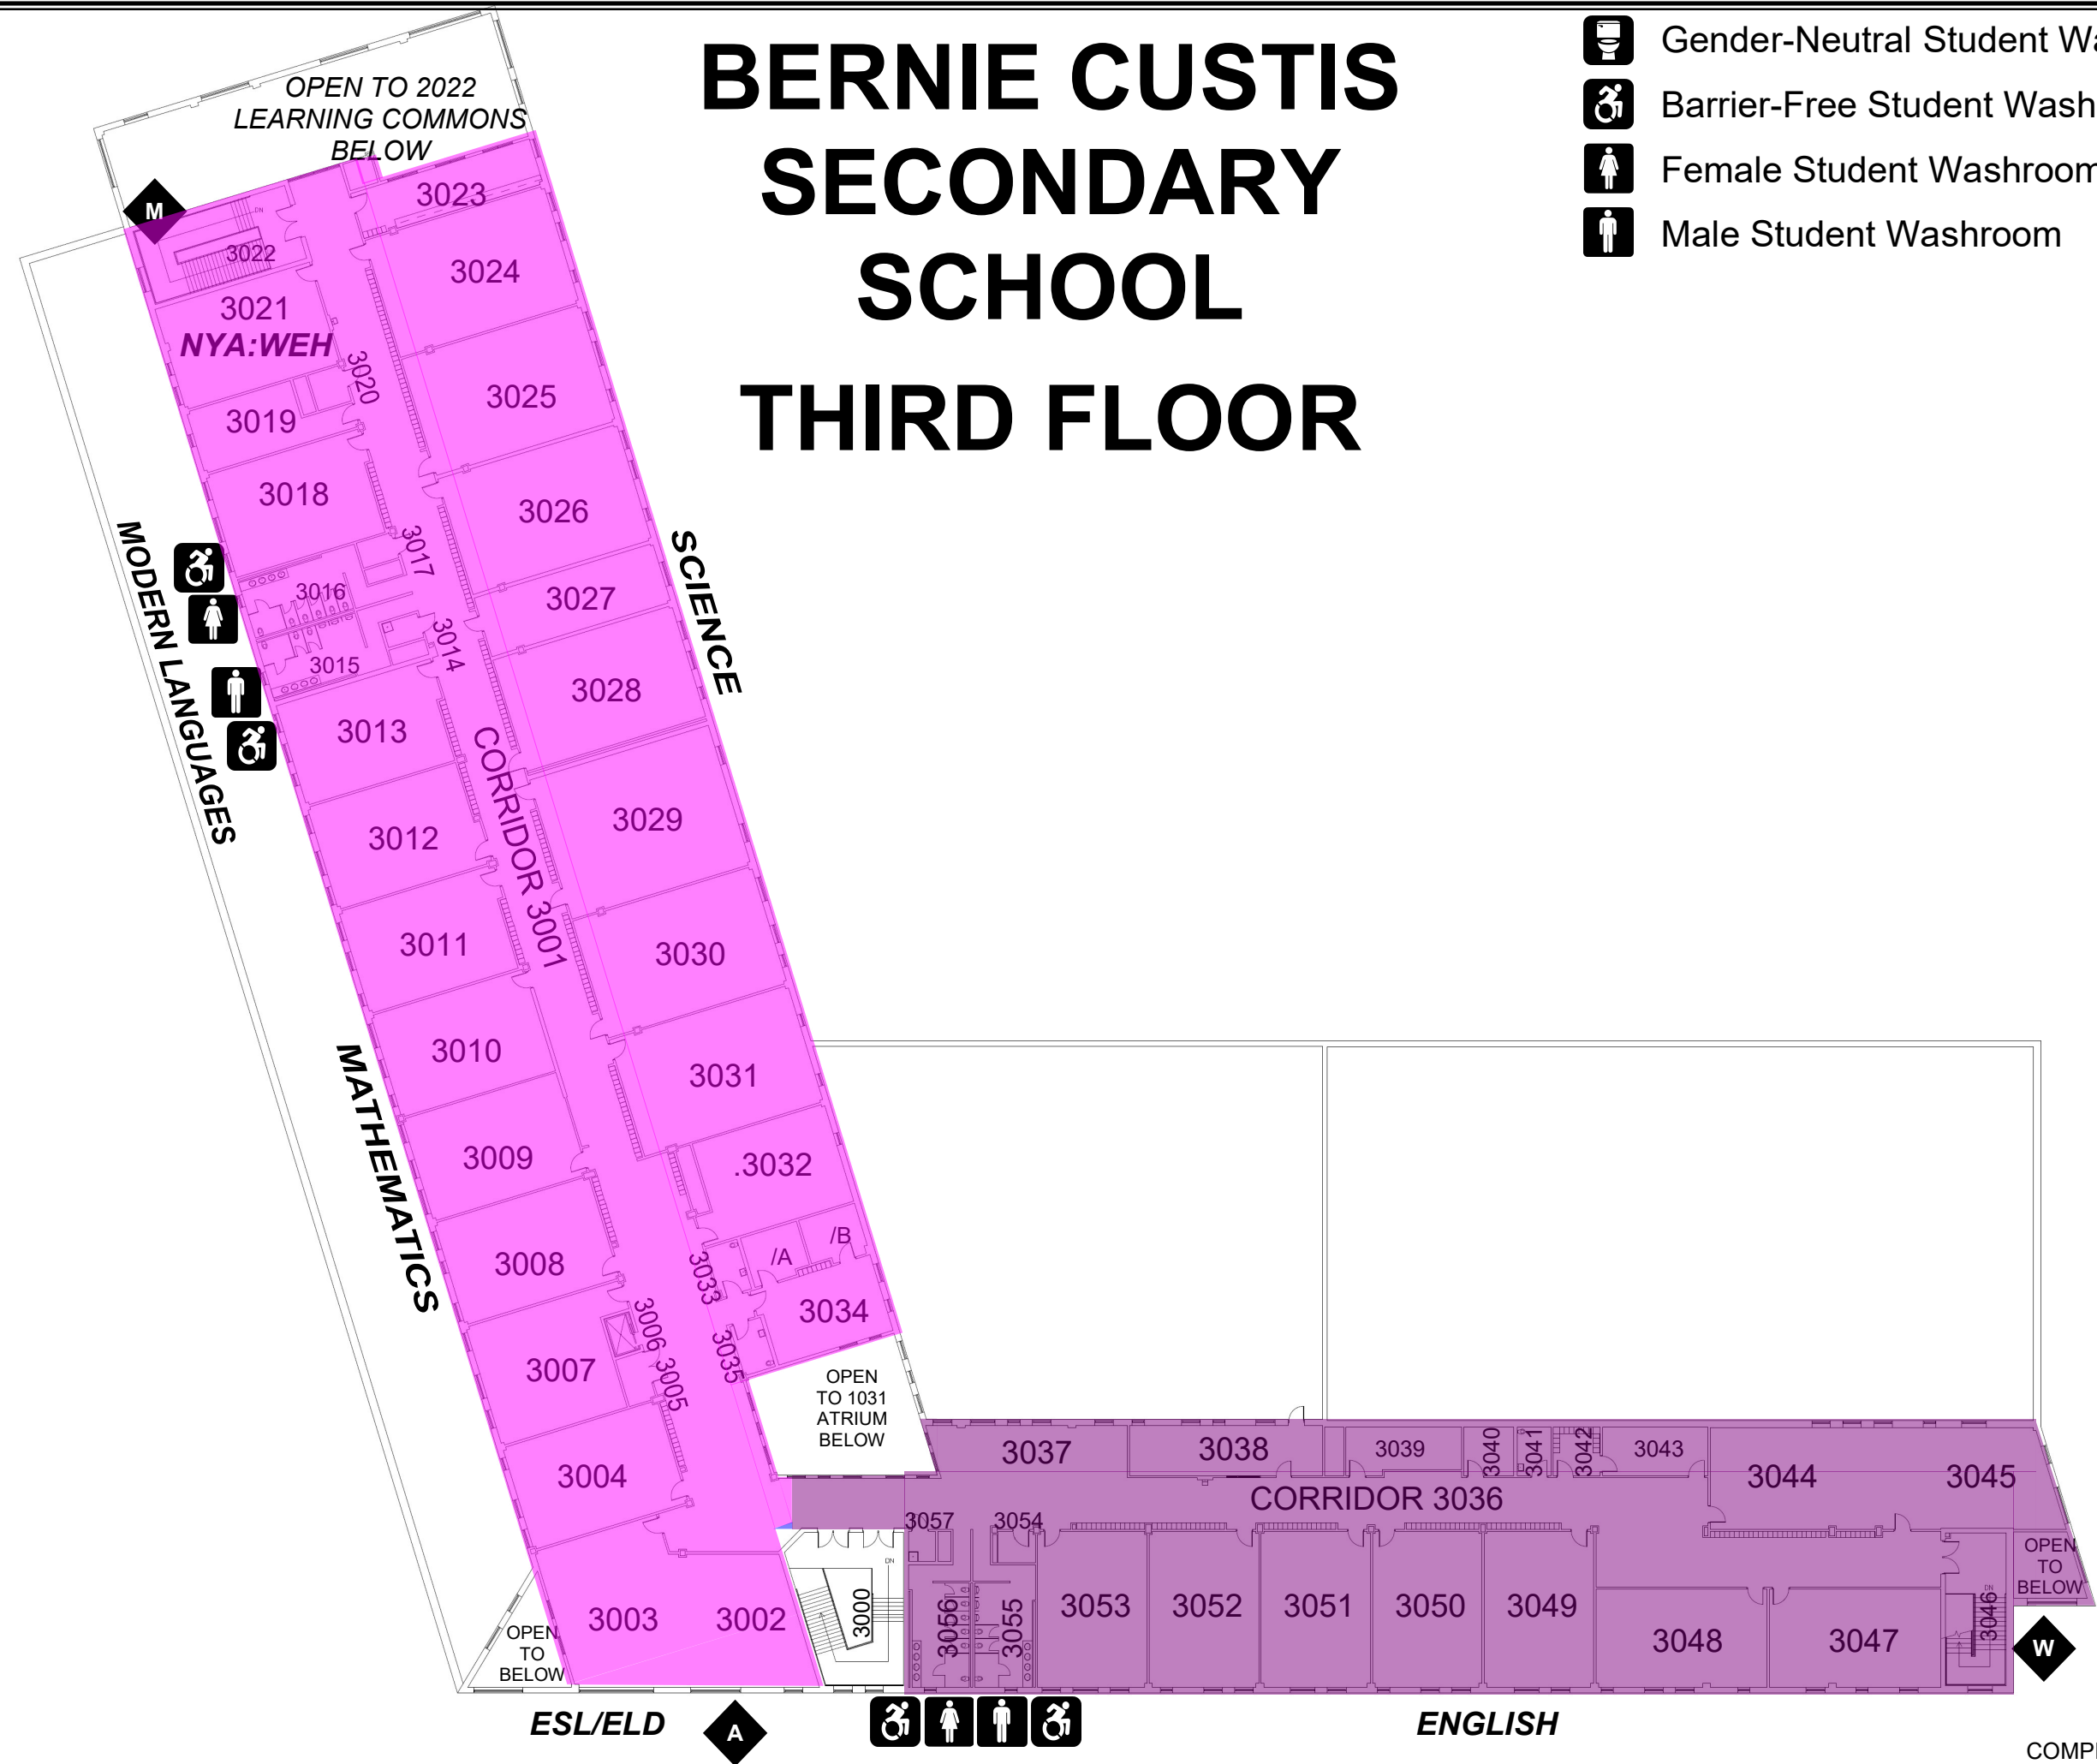 BERNIE CUSTIS
SECONDARY
SCHOOL
THIRD FLOOR
Gender-Neutral Student Wa
Barrier-Free Student Wash
Female Student Washroom
Male Student Washroom
OPEN TO 2022
LEARNING COMMONS
BELOW
M
3022
DN
3023
3024
3021
NYA:WEH
3020
3025
3019
3018
3026
3017
3016
3027
3015
3014
3028
3013
CORRIDOR 3001
3029
3012
3011
3030
3010
3031
3009
.3032
3008
/A
/B
3033
3034
3006
3035
3007
3005
3004
3003
3002
MODERN LANGUAGES
SCIENCE
MATHEMATICS
OPEN
TO 1031
ATRIUM
BELOW
3037
3038
3039
3040
3041
3042
3043
3044
3045
CORRIDOR 3036
3057
3054
DN
3000
3056
3055
3053
3052
3051
3050
3049
3048
3047
DN
3046
OPEN
TO
BELOW
OPEN
TO
BELOW
W
ESL/ELD
A
ENGLISH
COMP